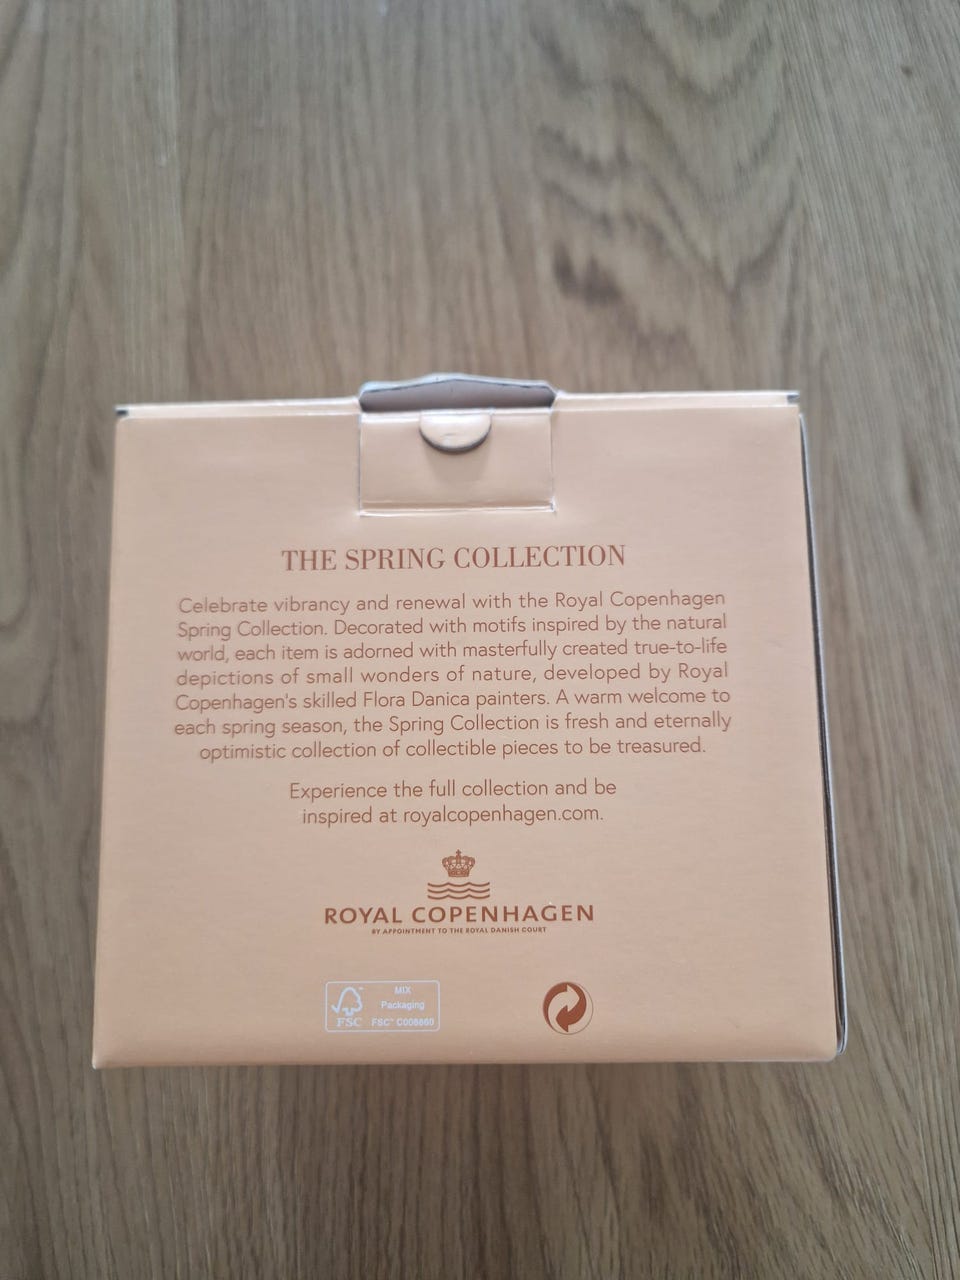 THE SPRING COLLECTION
Celebrate vibrancy and renewal with the Royal Copenhagen
Spring Collection. Decorated with motifs inspired by the natural
world, each item is adorned with masterfully created true-to-life
depictions of small wonders of nature, developed by Royal
Copenhagen's skilled Flora Danica painters. A warm welcome to
each spring season, the Spring Collection is fresh and eternally
optimistic collection of collectible pieces to be treasured.
Experience the full collection and be
inspired at royalcopenhagen.com.
ROYAL COPENHAGEN
BY APPOINTMENT TO THE ROYAL DANISH COURT
MIX
Packaging
FSC FSC™ C008860